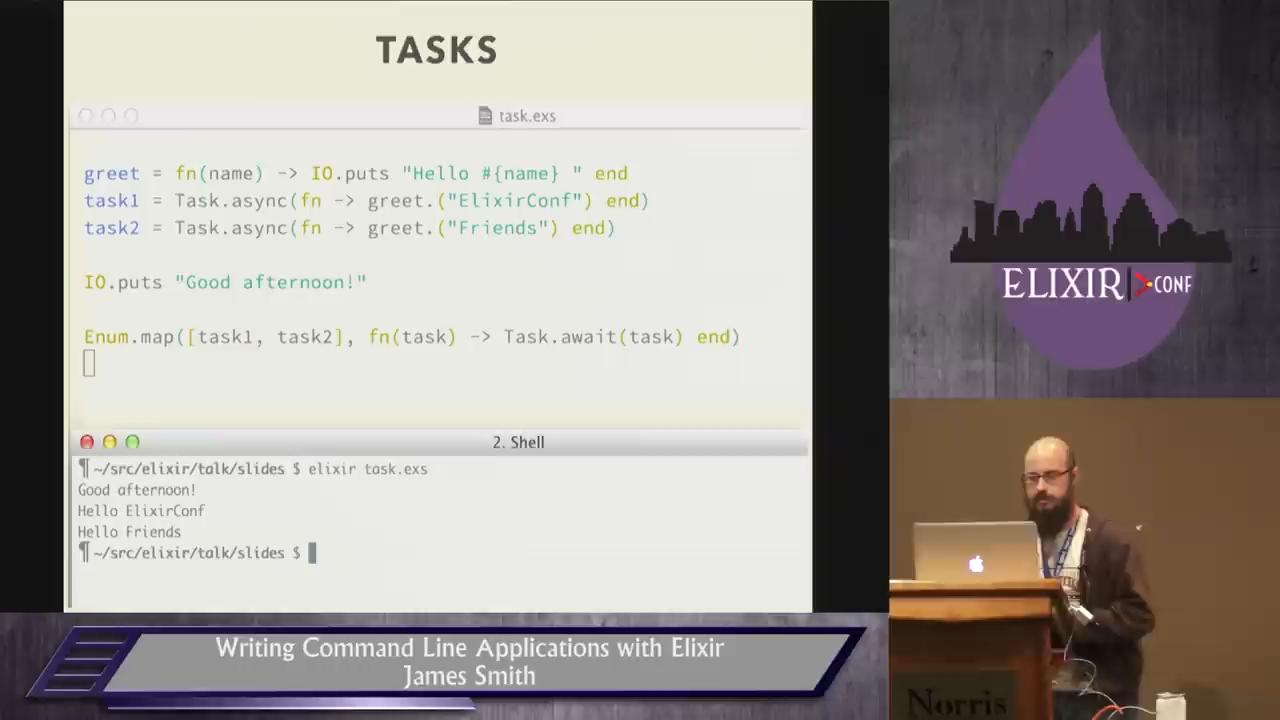 TASKS
task.exs
greet = fn(name) -> IO.puts "Hello #{name} " end
task1 = Task.async(fn -> greet.("ElixirConf") end)
task2 = Task.async(fn -> greet.("Friends") end)
IO.puts "Good afternoon!"
Enum.map([task1, task2], fn(task) -> Task.await(task) end)
2. Shell
¶ ~/src/elixir/talk/slides $ elixir task.exs
Good afternoon!
Hello ElixirConf
Hello Friends
¶ ~/src/elixir/talk/slides $
ELIXIR CONF
Norris
Writing Command Line Applications with Elixir
James Smith